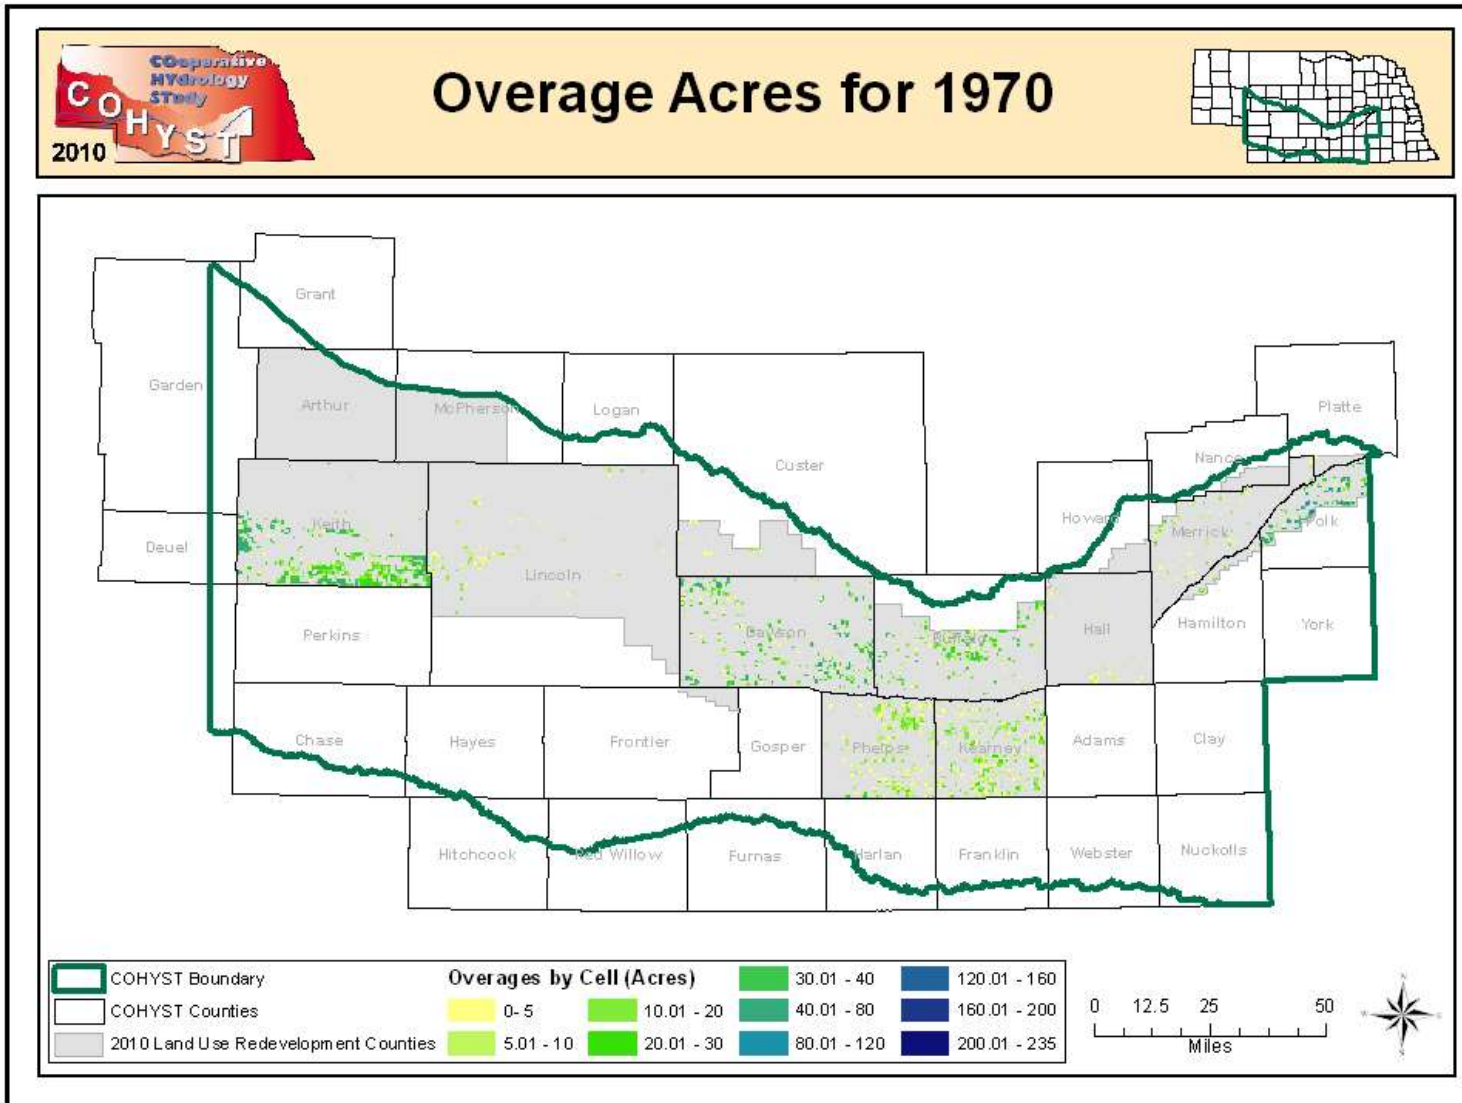 COoperative
HYdrology
STudy
COHYST
2010
Overage Acres for 1970
Grant
Garden
Arthur
McPherson
Logan
Platte
Custer
Nance
Keith
Howard
Merrick
Polk
Deuel
Lincoln
Perkins
Dawson
Buffalo
Hall
Hamilton
York
Chase
Hayes
Frontier
Gosper
Phelps
Kearney
Adams
Clay
Hitchcock
Red Willow
Furnas
Harlan
Franklin
Webster
Nuckolls
COHYST Boundary
COHYST Counties
2010 Land Use Redevelopment Counties
Overages by Cell (Acres)
0- 5
5.01 - 10
10.01 - 20
20.01 - 30
30.01 - 40
40.01 - 80
80.01 - 120
120.01 - 160
160.01 - 200
200.01 - 235
0 12.5 25 50
Miles
N
W E
S